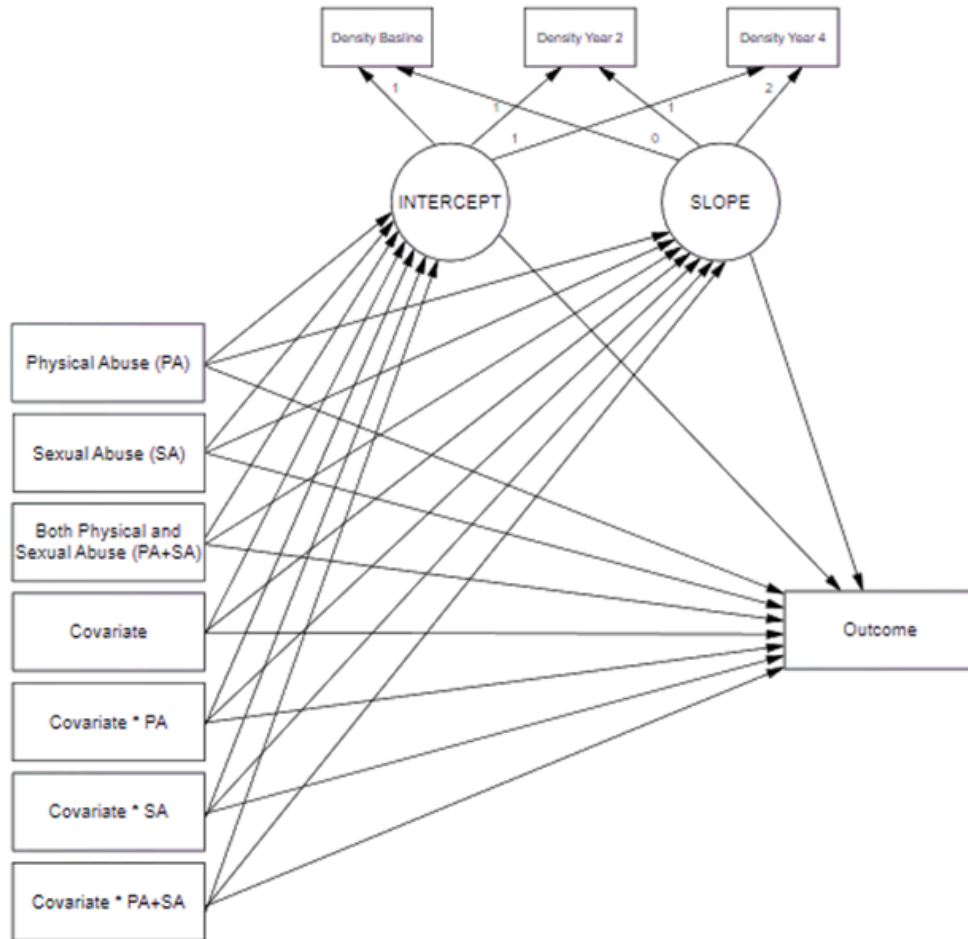 Density Basline
Density Year 2
Density Year 4
1
1
1
0
1
2
INTERCEPT
SLOPE
Physical Abuse (PA)
Sexual Abuse (SA)
Both Physical and
Sexual Abuse (PA+SA)
Covariate
Outcome
Covariate * PA
Covariate * SA
Covariate * PA+SA